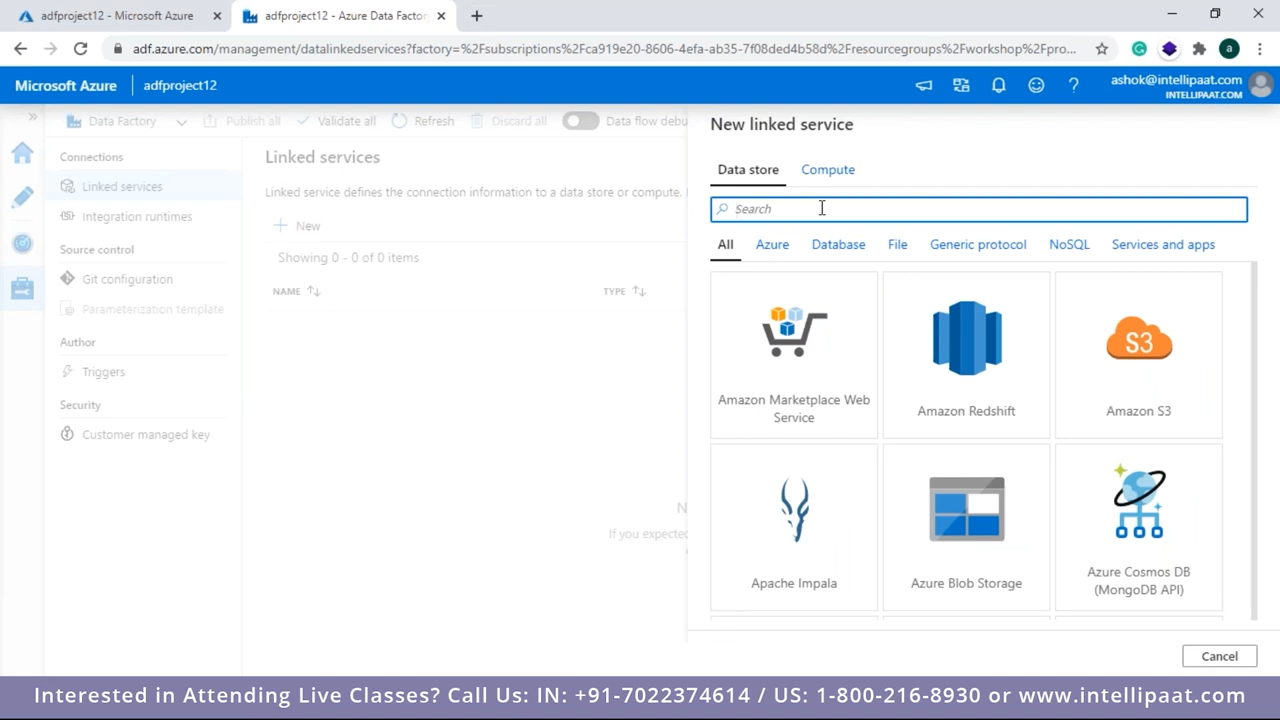 adfproject12 - Microsoft Azure
adfproject12 - Azure Data Factor
adf.azure.com/management/datalinkedservices?factory=%2Fsubscriptions%2Fca919e20-8606-4efa-ab35-7f08ded4b58d%2Fresourcegroups%2Fworkshop%2Fpro...
a
Microsoft Azure
adfproject12
ashok@intellipaat.com
INTELLIPAAT.COM
Data Factory
Publish all
Validate all
Refresh
Discard all
Data flow debu
Connections
Linked services
Integration runtimes
Source control
Git configuration
Parameterization template
Author
Triggers
Security
Customer managed key
Linked services
Linked service defines the connection information to a data store or compute.
New
Showing 0 - 0 of 0 items
NAME
TYPE
N
If you expected
New linked service
Data store
Compute
Search
All
Azure
Database
File
Generic protocol
NoSQL
Services and apps
Amazon Marketplace Web
Service
Amazon Redshift
S3
Amazon S3
Apache Impala
Azure Blob Storage
Azure Cosmos DB
(MongoDB API)
Cancel
Interested in Attending Live Classes? Call Us: IN: +91-7022374614 / US: 1-800-216-8930 or www.intellipaat.com